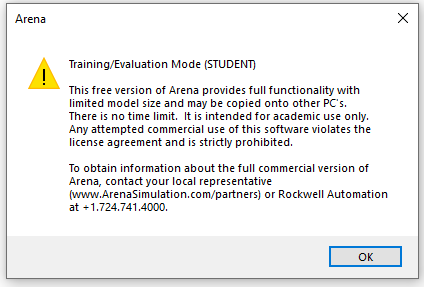 Arena
Training/Evaluation Mode (STUDENT)
This free version of Arena provides full functionality with
limited model size and may be copied onto other PC's.
There is no time limit.  It is intended for academic use only.
Any attempted commercial use of this software violates the
license agreement and is strictly prohibited.
To obtain information about the full commercial version of
Arena, contact your local representative
(www.ArenaSimulation.com/partners) or Rockwell Automation
at +1.724.741.4000.
OK